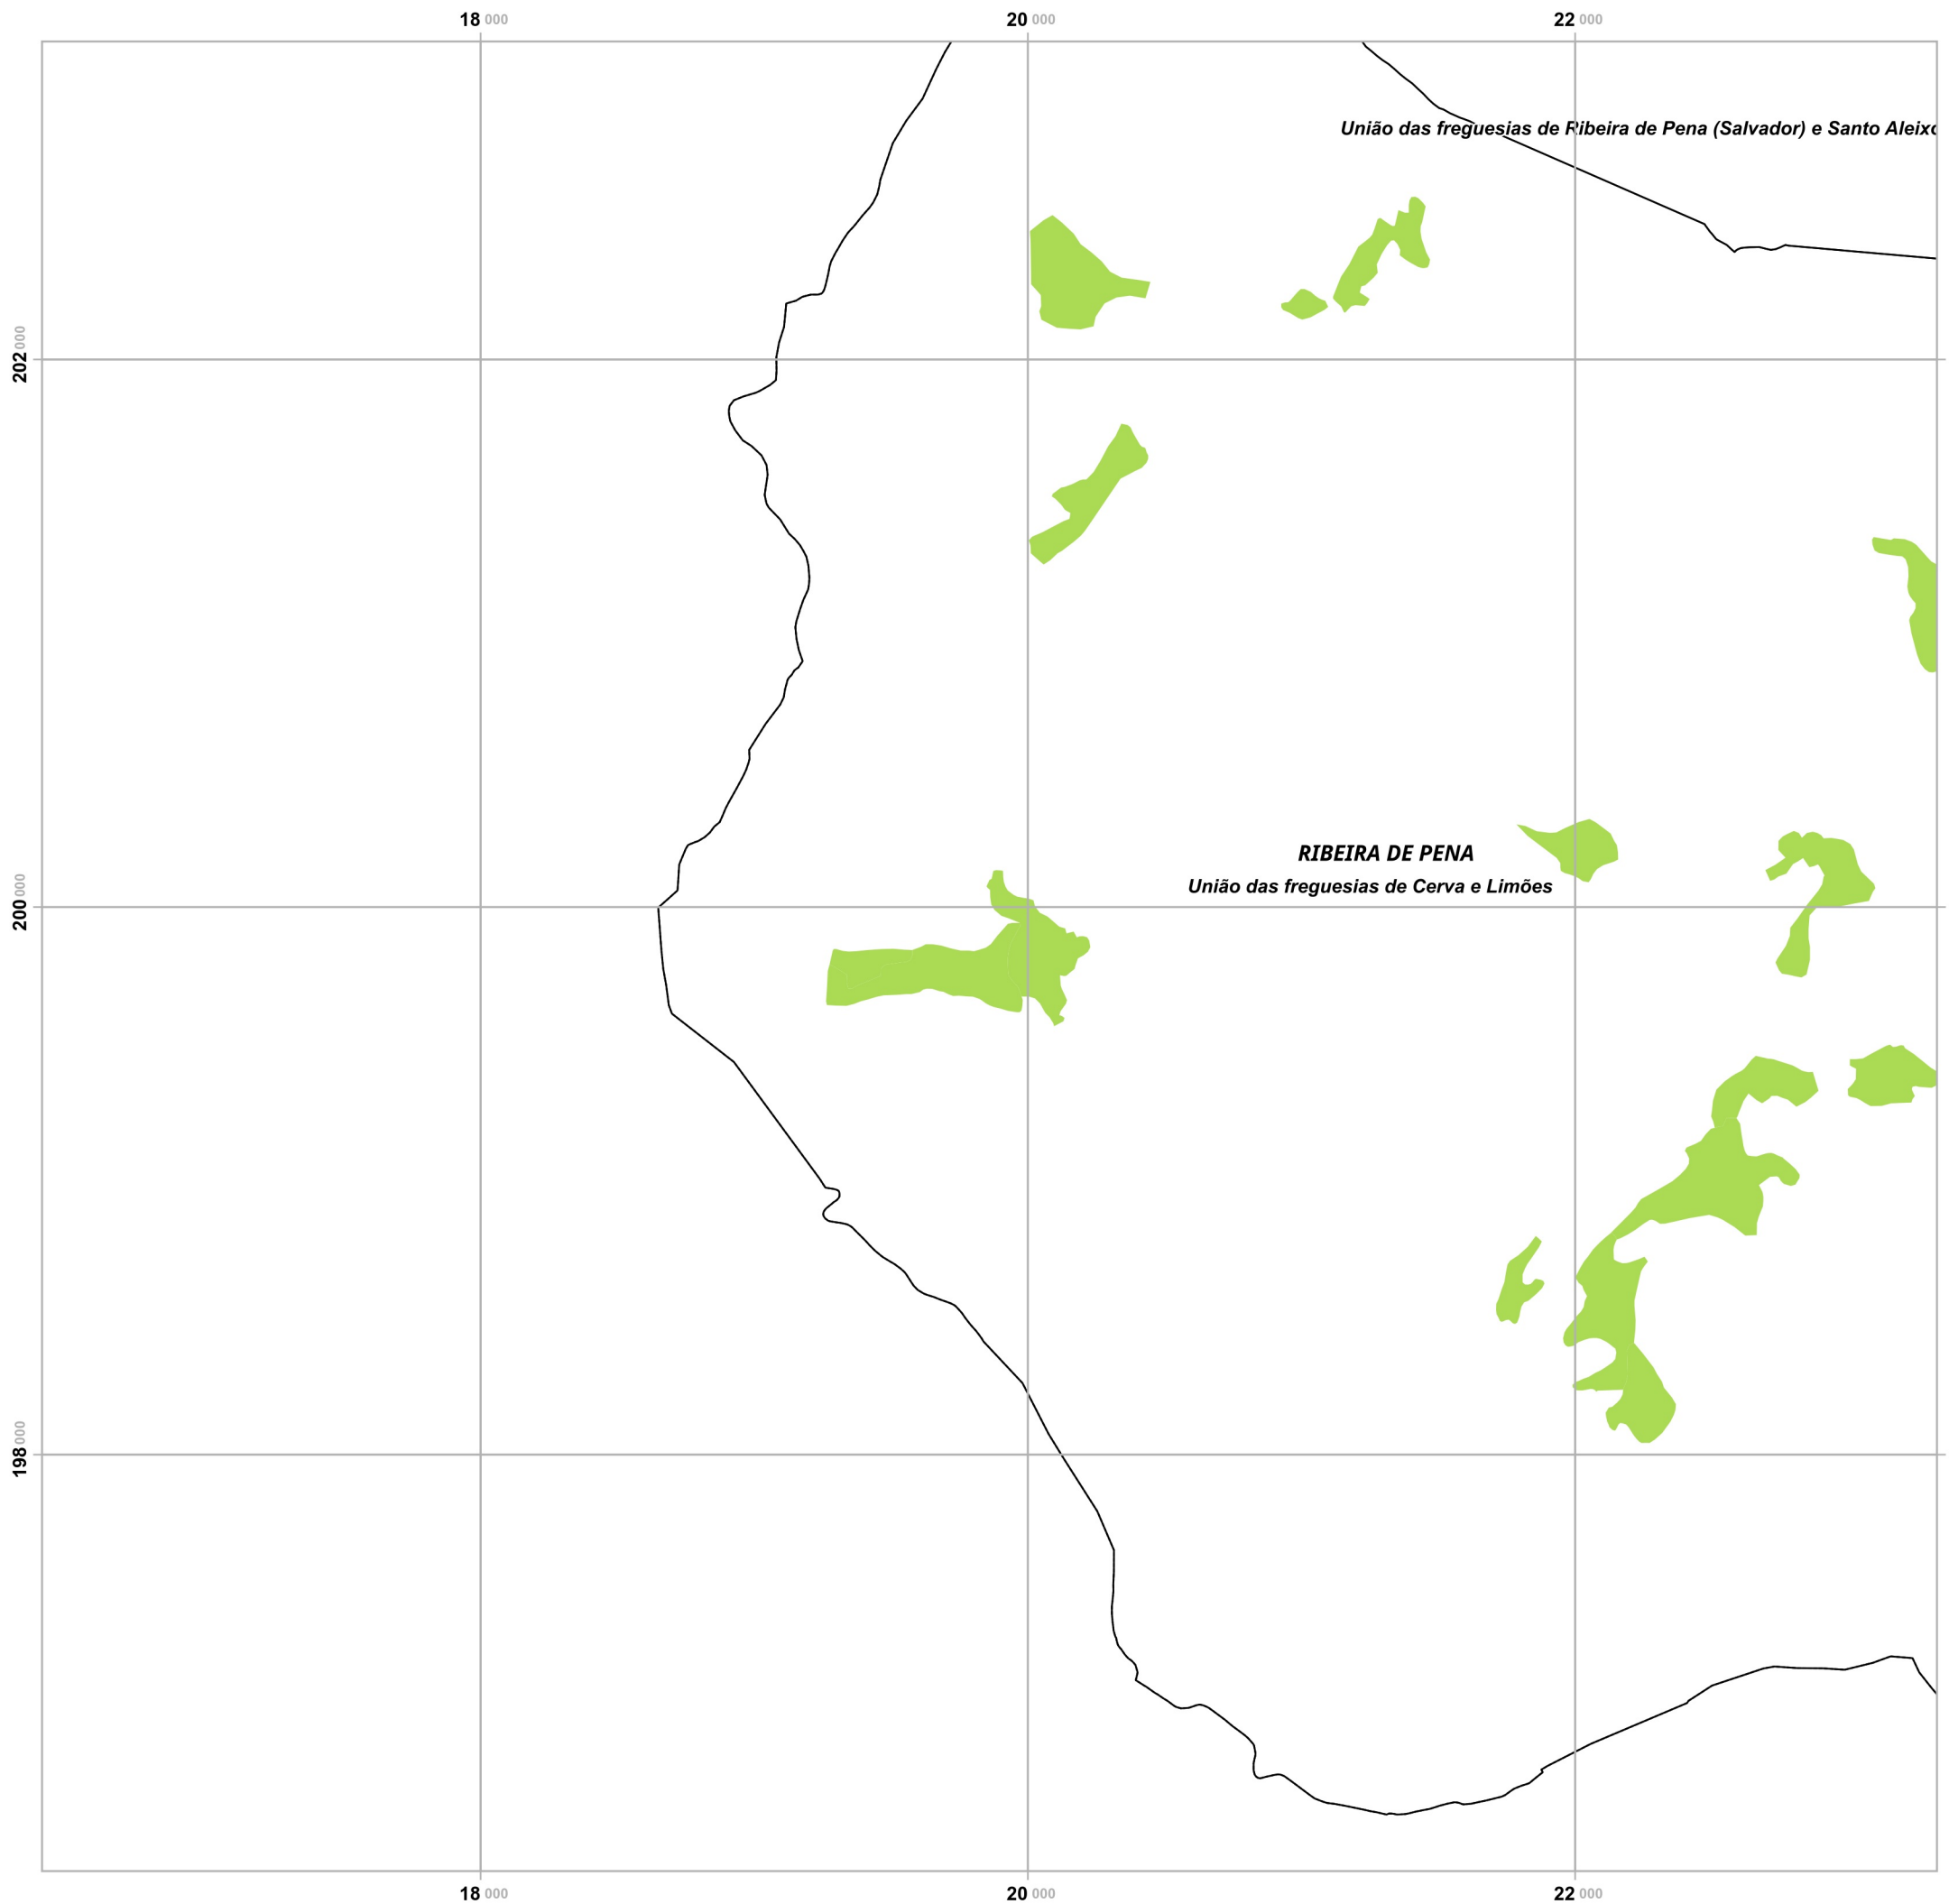 18 000 20 000 22 000
União das freguesias de Ribeira de Pena (Salvador) e Santo Aleixo
202 000
RIBEIRA DE PENA
União das freguesias de Cerva e Limões
200 000
198 000
18 000 20 000 22 000